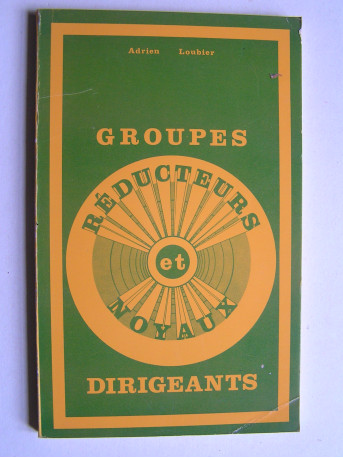 Adrien Loubier
GROUPES
RÉDUCTEURS
et
NOYAUX
DIRIGEANTS